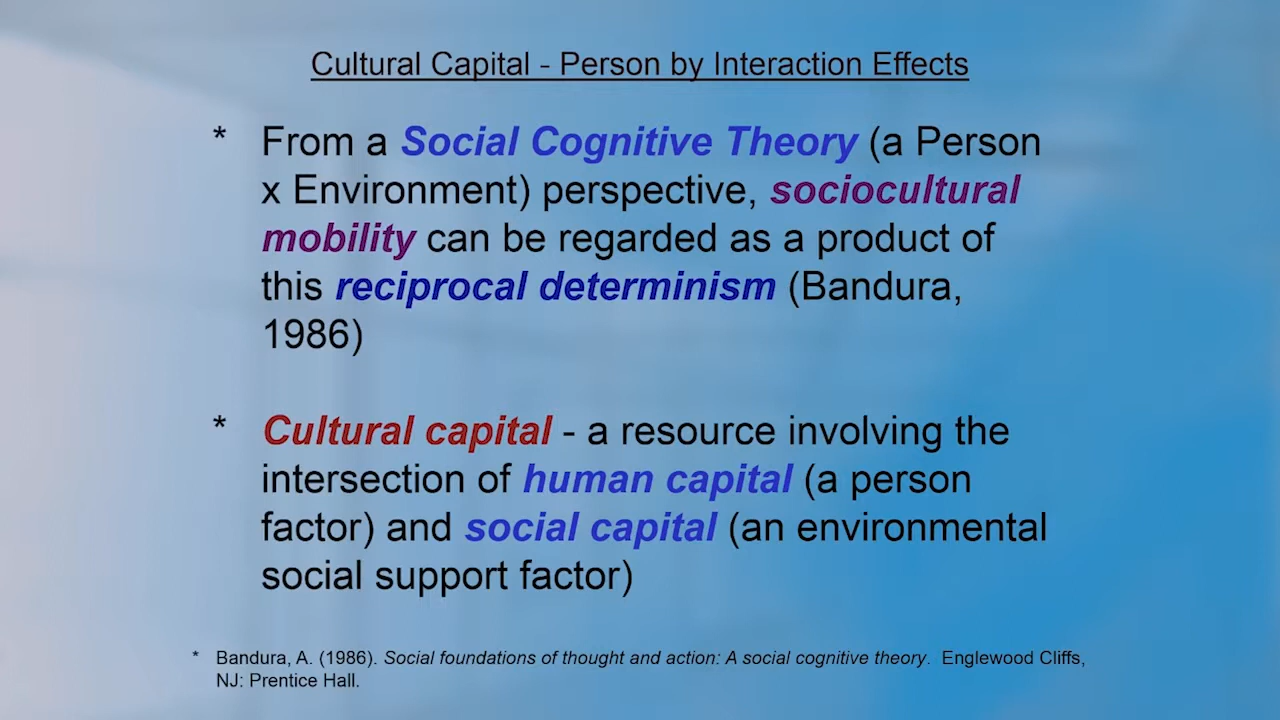 Cultural Capital - Person by Interaction Effects
* From a Social Cognitive Theory (a Person
x Environment) perspective, sociocultural
mobility can be regarded as a product of
this reciprocal determinism (Bandura,
1986)
* Cultural capital - a resource involving the
intersection of human capital (a person
factor) and social capital (an environmental
social support factor)
* Bandura, A. (1986). Social foundations of thought and action: A social cognitive theory. Englewood Cliffs,
NJ: Prentice Hall.